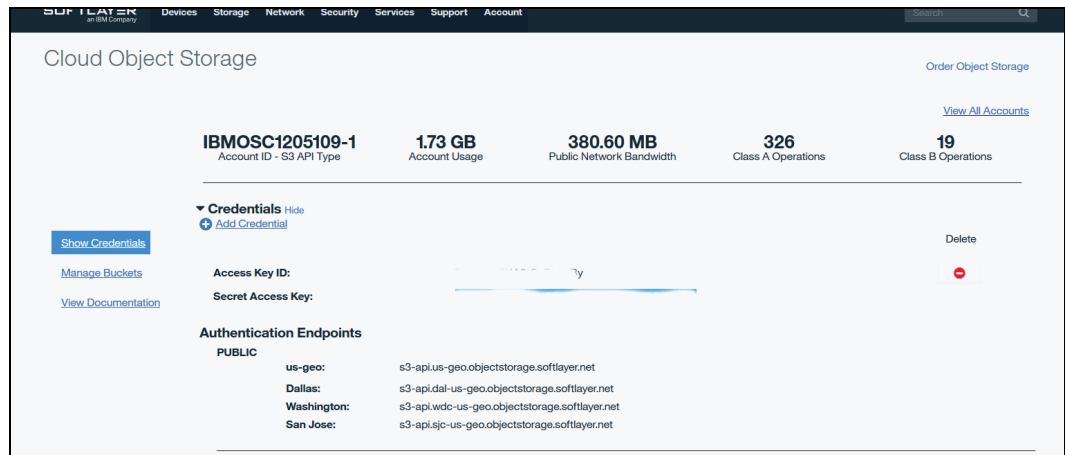 SOFTLAYER Devices Storage Network Security Services Support Account Search
an IBM Company
Cloud Object Storage
Order Object Storage
View All Accounts
IBMOSC1205109-1 1.73 GB 380.60 MB 326 19
Account ID - S3 API Type Account Usage Public Network Bandwidth Class A Operations Class B Operations
Credentials Hide
Add Credential
Show Credentials Delete
Manage Buckets Access Key ID:
Secret Access Key:
View Documentation
Authentication Endpoints
PUBLIC
us-geo: s3-api.us-geo.objectstorage.softlayer.net
Dallas: s3-api.dal-us-geo.objectstorage.softlayer.net
Washington: s3-api.wdc-us-geo.objectstorage.softlayer.net
San Jose: s3-api.sjc-us-geo.objectstorage.softlayer.net